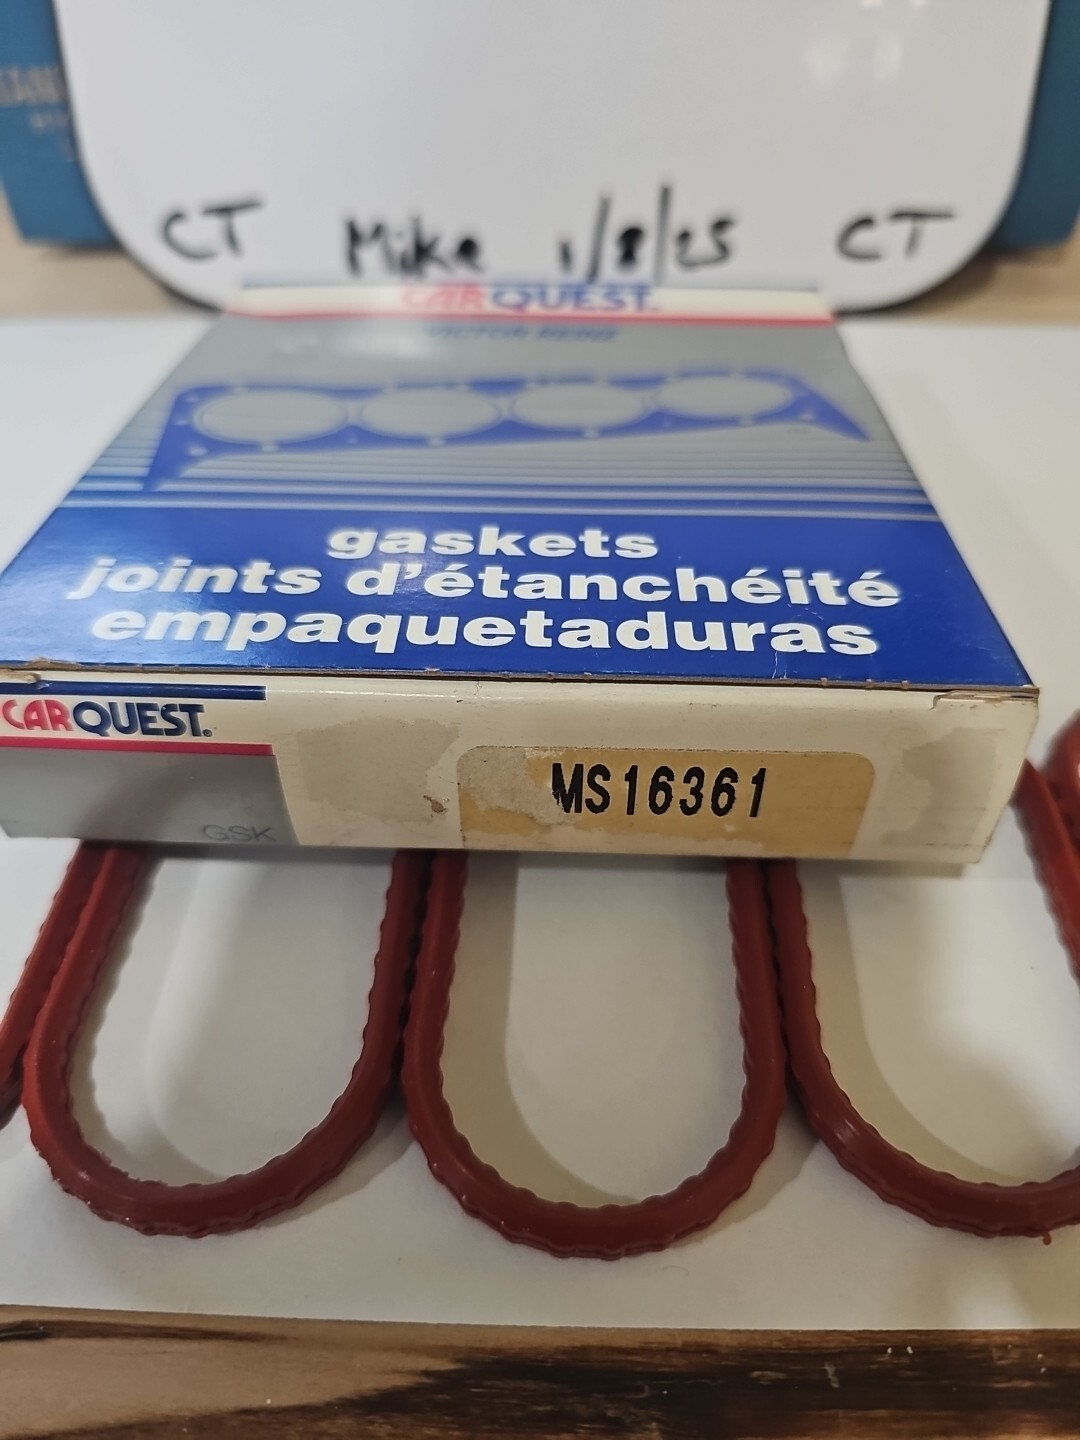 CT Mike 1/8/25 CT
CARQUEST.
VICTOR REINZ
gaskets
joints d'étanchéité
empaquetaduras
CARQUEST.
MS16361
GSK